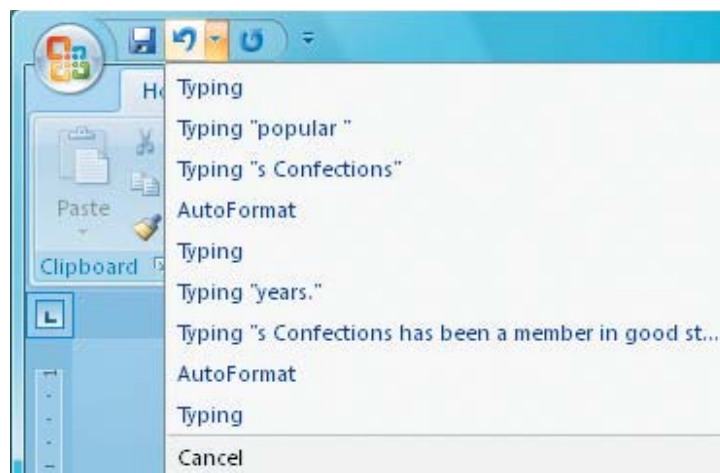 Ho
Typing
Typing "popular "
Typing "s Confections"
Paste
AutoFormat
Typing
Clipboard
Typing "years."
L
Typing "s Confections has been a member in good st...
AutoFormat
1
Typing
Cancel